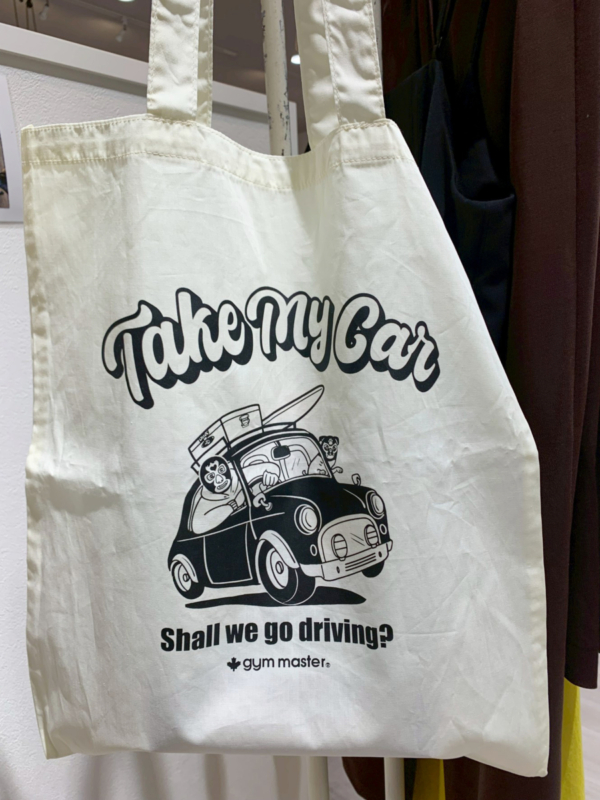 Take My Car
Shall we go driving?
gym master®